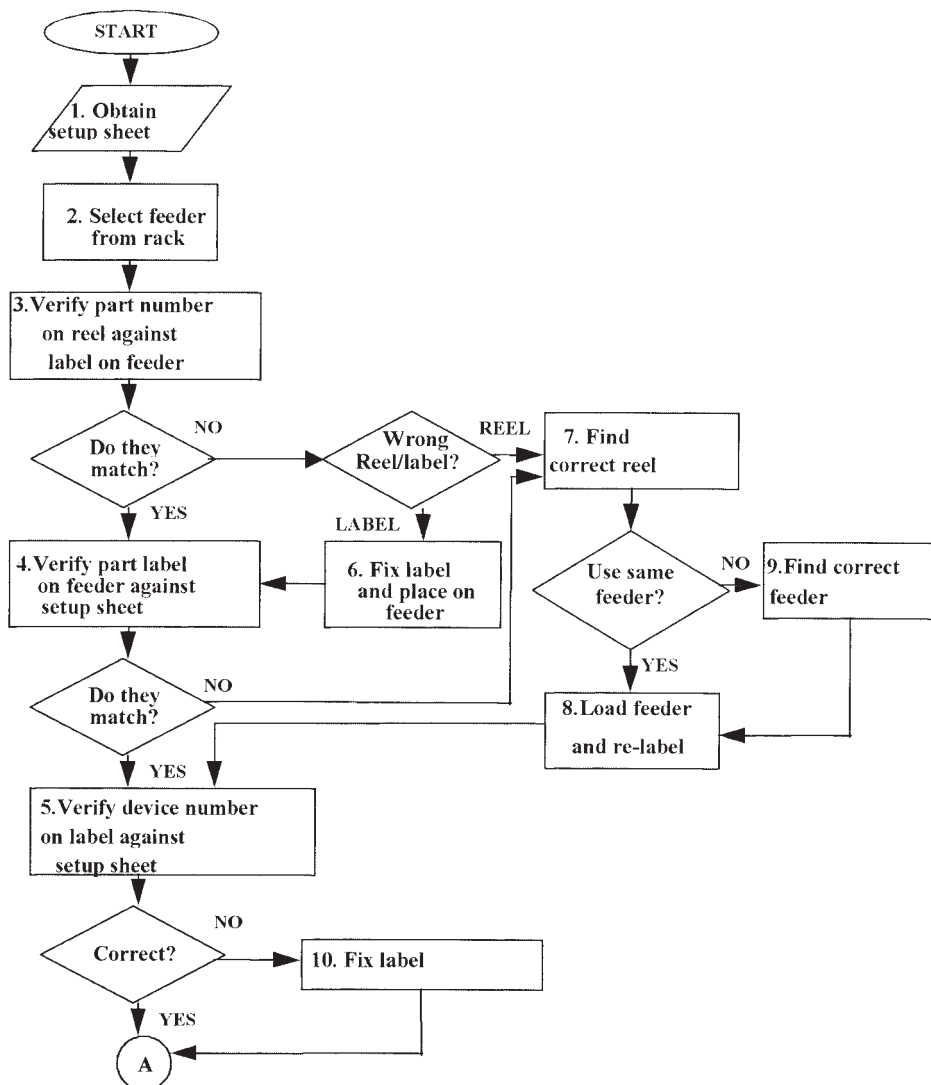 START
1. Obtain
setup sheet
2. Select feeder
from rack
3.Verify part number
on reel against
label on feeder
Do they
match?
NO
YES
Wrong
Reel/label?
REEL
LABEL
7. Find
correct reel
4.Verify part label
on feeder against
setup sheet
6. Fix label
and place on
feeder
Use same
feeder?
NO
YES
9.Find correct
feeder
Do they
match?
NO
YES
8.Load feeder
and re-label
5.Verify device number
on label against
setup sheet
Correct?
NO
YES
10. Fix label
A